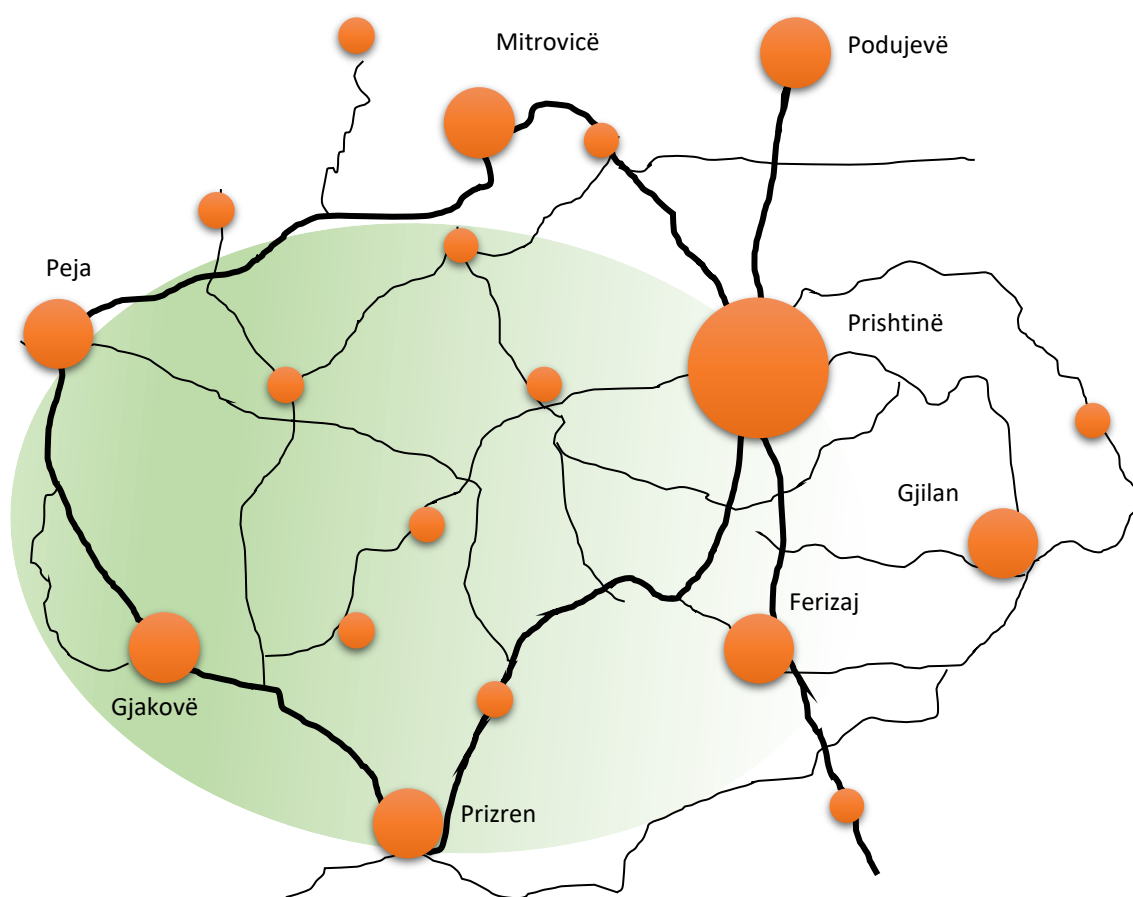 Mitrovicë
Podujevë
Peja
Prishtinë
Gjilan
Ferizaj
Gjakovë
Prizren